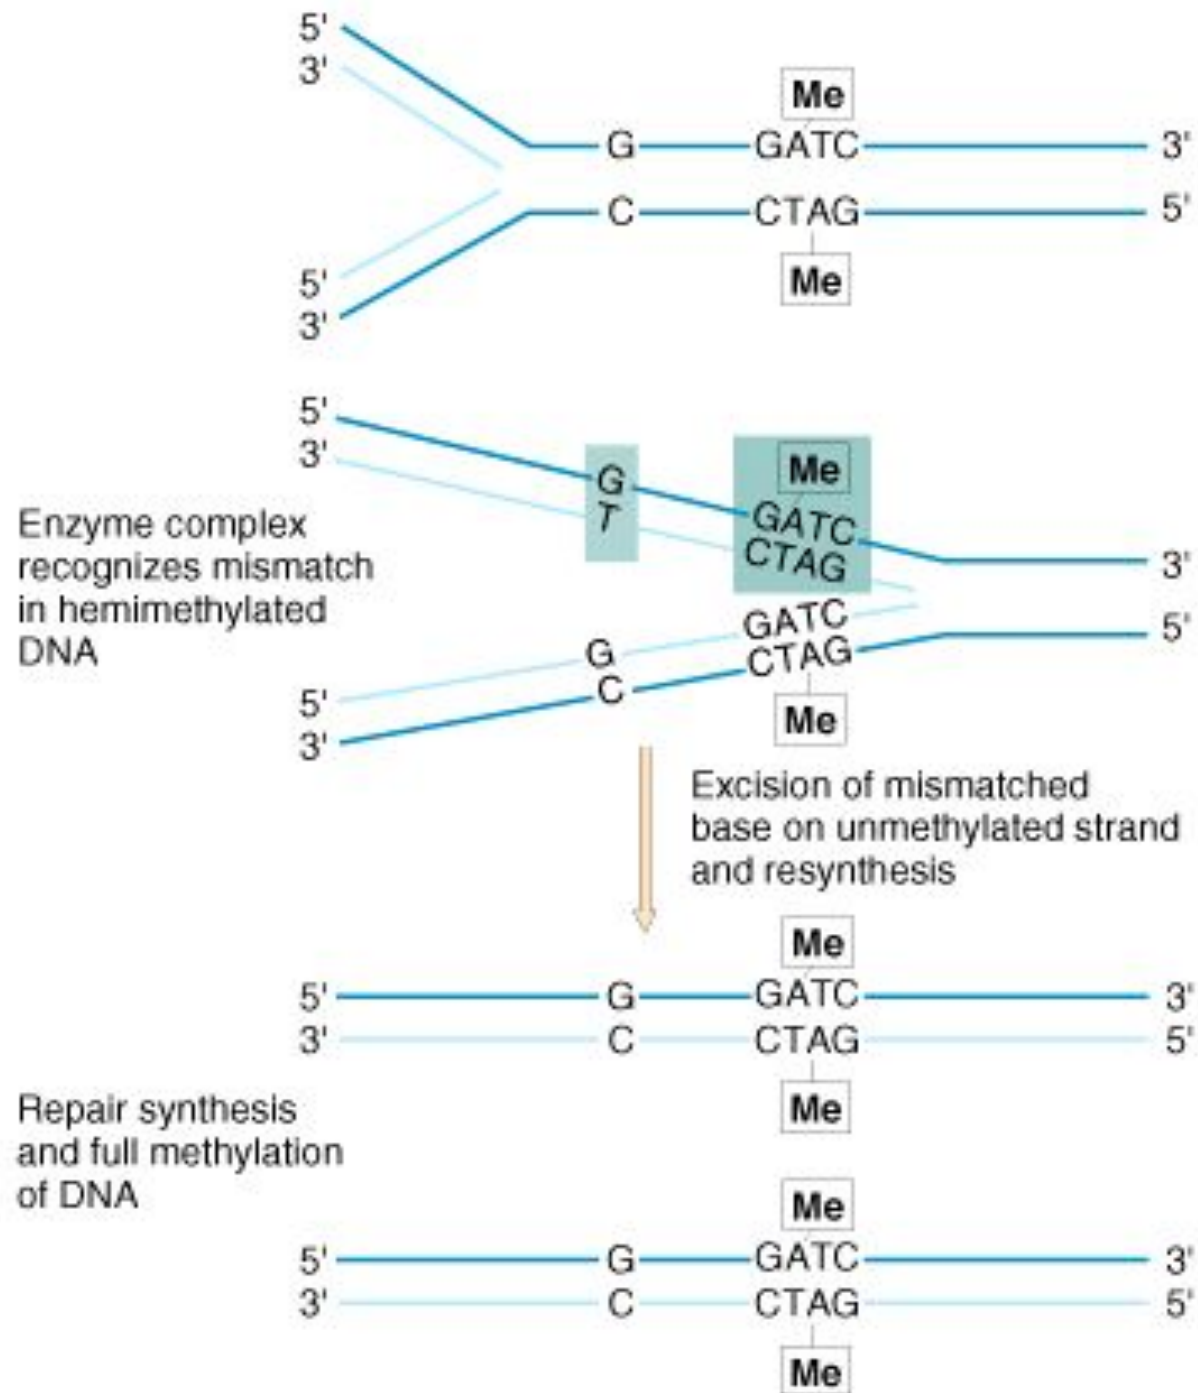 5'
3'
Me
G GATC 3'
C CTAG 5'
Me
5'
3'
5'
3'
Me
G
T
GATC
CTAG
3'
Enzyme complex
recognizes mismatch
in hemimethylated
DNA
GATC
CTAG
5'
G
C
5'
3'
Me
Excision of mismatched
base on unmethylated strand
and resynthesis
Me
5' G GATC 3'
3' C CTAG 5'
Me
Repair synthesis
and full methylation
of DNA
Me
5' G GATC 3'
3' C CTAG 5'
Me